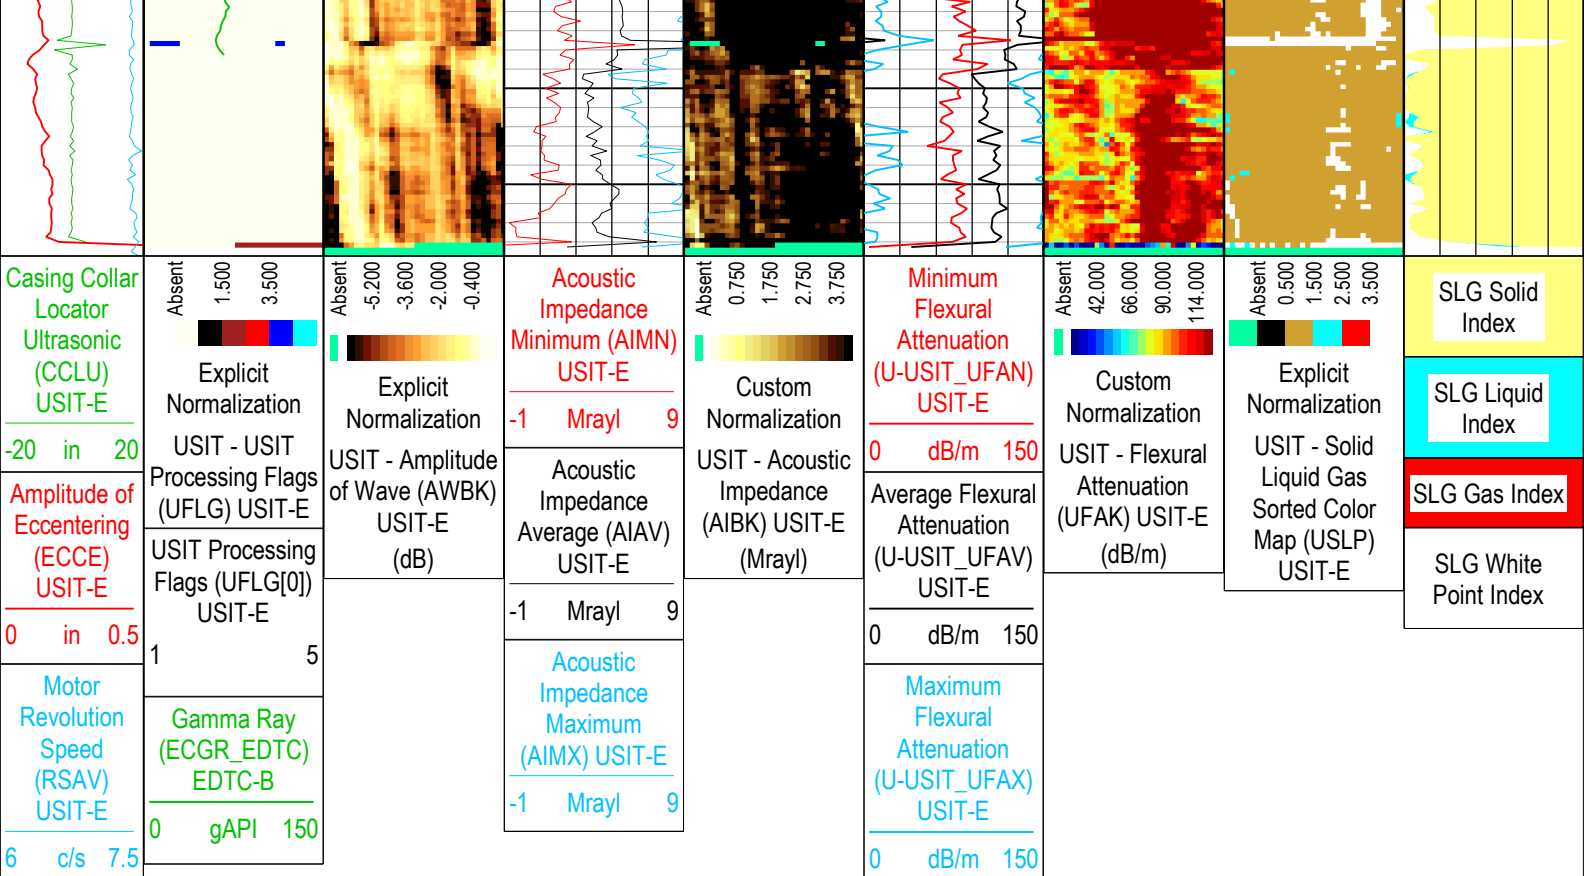 Casing Collar
Locator
Ultrasonic
(CCLU)
USIT-E
-20 in 20
Amplitude of
Eccentering
(ECCE)
USIT-E
0 in 0.5
Motor
Revolution
Speed
(RSAV)
USIT-E
6 c/s 7.5
Absent 1.500 3.500
Explicit
Normalization
USIT - USIT
Processing Flags
(UFLG) USIT-E
USIT Processing
Flags (UFLG[0])
USIT-E
1 5
Gamma Ray
(ECGR_EDTC)
EDTC-B
0 gAPI 150
Absent -5.200 -3.600 -2.000 -0.400
Explicit
Normalization
USIT - Amplitude
of Wave (AWBK)
USIT-E
(dB)
Acoustic
Impedance
Minimum (AIMN)
USIT-E
-1 Mrayl 9
Acoustic
Impedance
Average (AIAV)
USIT-E
-1 Mrayl 9
Acoustic
Impedance
Maximum
(AIMX) USIT-E
-1 Mrayl 9
Absent 0.750 1.750 2.750 3.750
Custom
Normalization
USIT - Acoustic
Impedance
(AIBK) USIT-E
(Mrayl)
Minimum
Flexural
Attenuation
(U-USIT_UFAN)
USIT-E
0 dB/m 150
Average Flexural
Attenuation
(U-USIT_UFAV)
USIT-E
0 dB/m 150
Maximum
Flexural
Attenuation
(U-USIT_UFAX)
USIT-E
0 dB/m 150
Absent 42.000 66.000 90.000 114.000
Custom
Normalization
USIT - Flexural
Attenuation
(UFAK) USIT-E
(dB/m)
Absent 0.500 1.500 2.500 3.500
Explicit
Normalization
USIT - Solid
Liquid Gas
Sorted Color
Map (USLP)
USIT-E
SLG Solid
Index
SLG Liquid
Index
SLG Gas Index
SLG White
Point Index